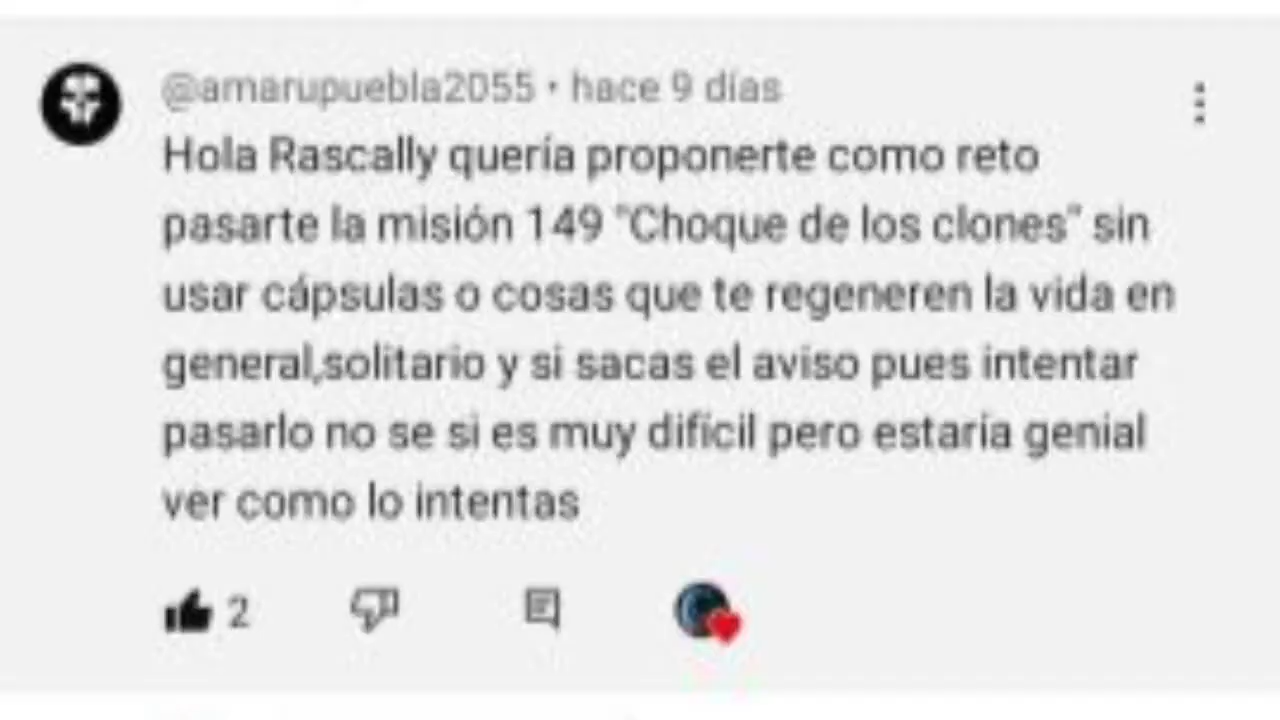 @amarupuebla2055 • hace 9 días
Hola Rascally quería proponerte como reto
pasarte la misión 149 "Choque de los clones" sin
usar cápsulas o cosas que te regeneren la vida en
general,solitario y si sacas el aviso pues intentar
pasarlo no se si es muy dificil pero estaría genial
ver como lo intentas
2